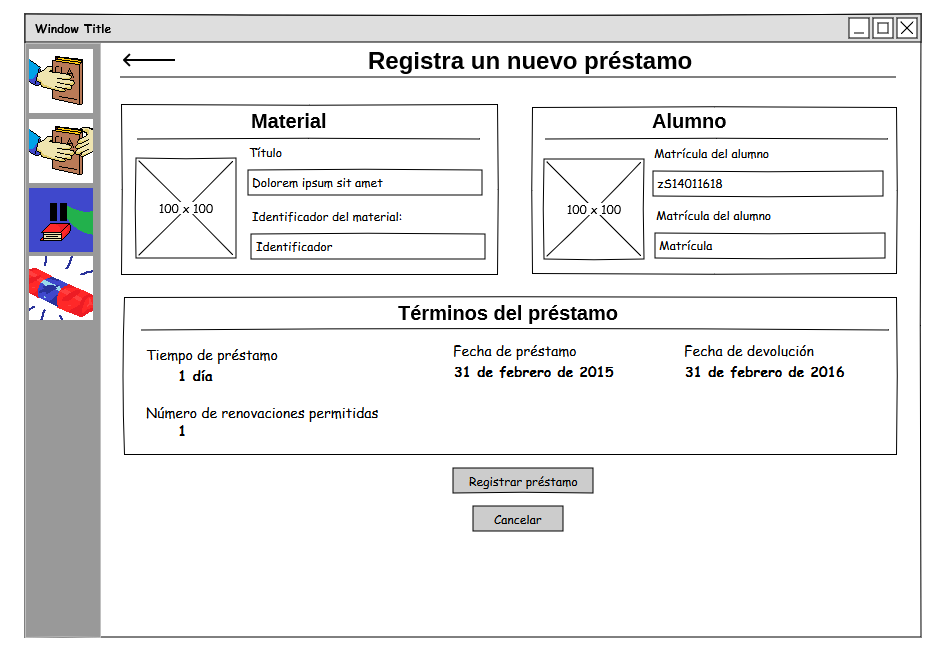 Window Title
Registra un nuevo préstamo
Material
Título
100 x 100
Dolorem ipsum sit amet
Identificador del material:
Identificador
Alumno
Matrícula del alumno
100 x 100
zS14011618
Matrícula del alumno
Matrícula
Términos del préstamo
Tiempo de préstamo
1 día
Fecha de préstamo
31 de febrero de 2015
Fecha de devolución
31 de febrero de 2016
Número de renovaciones permitidas
1
Registrar préstamo
Cancelar